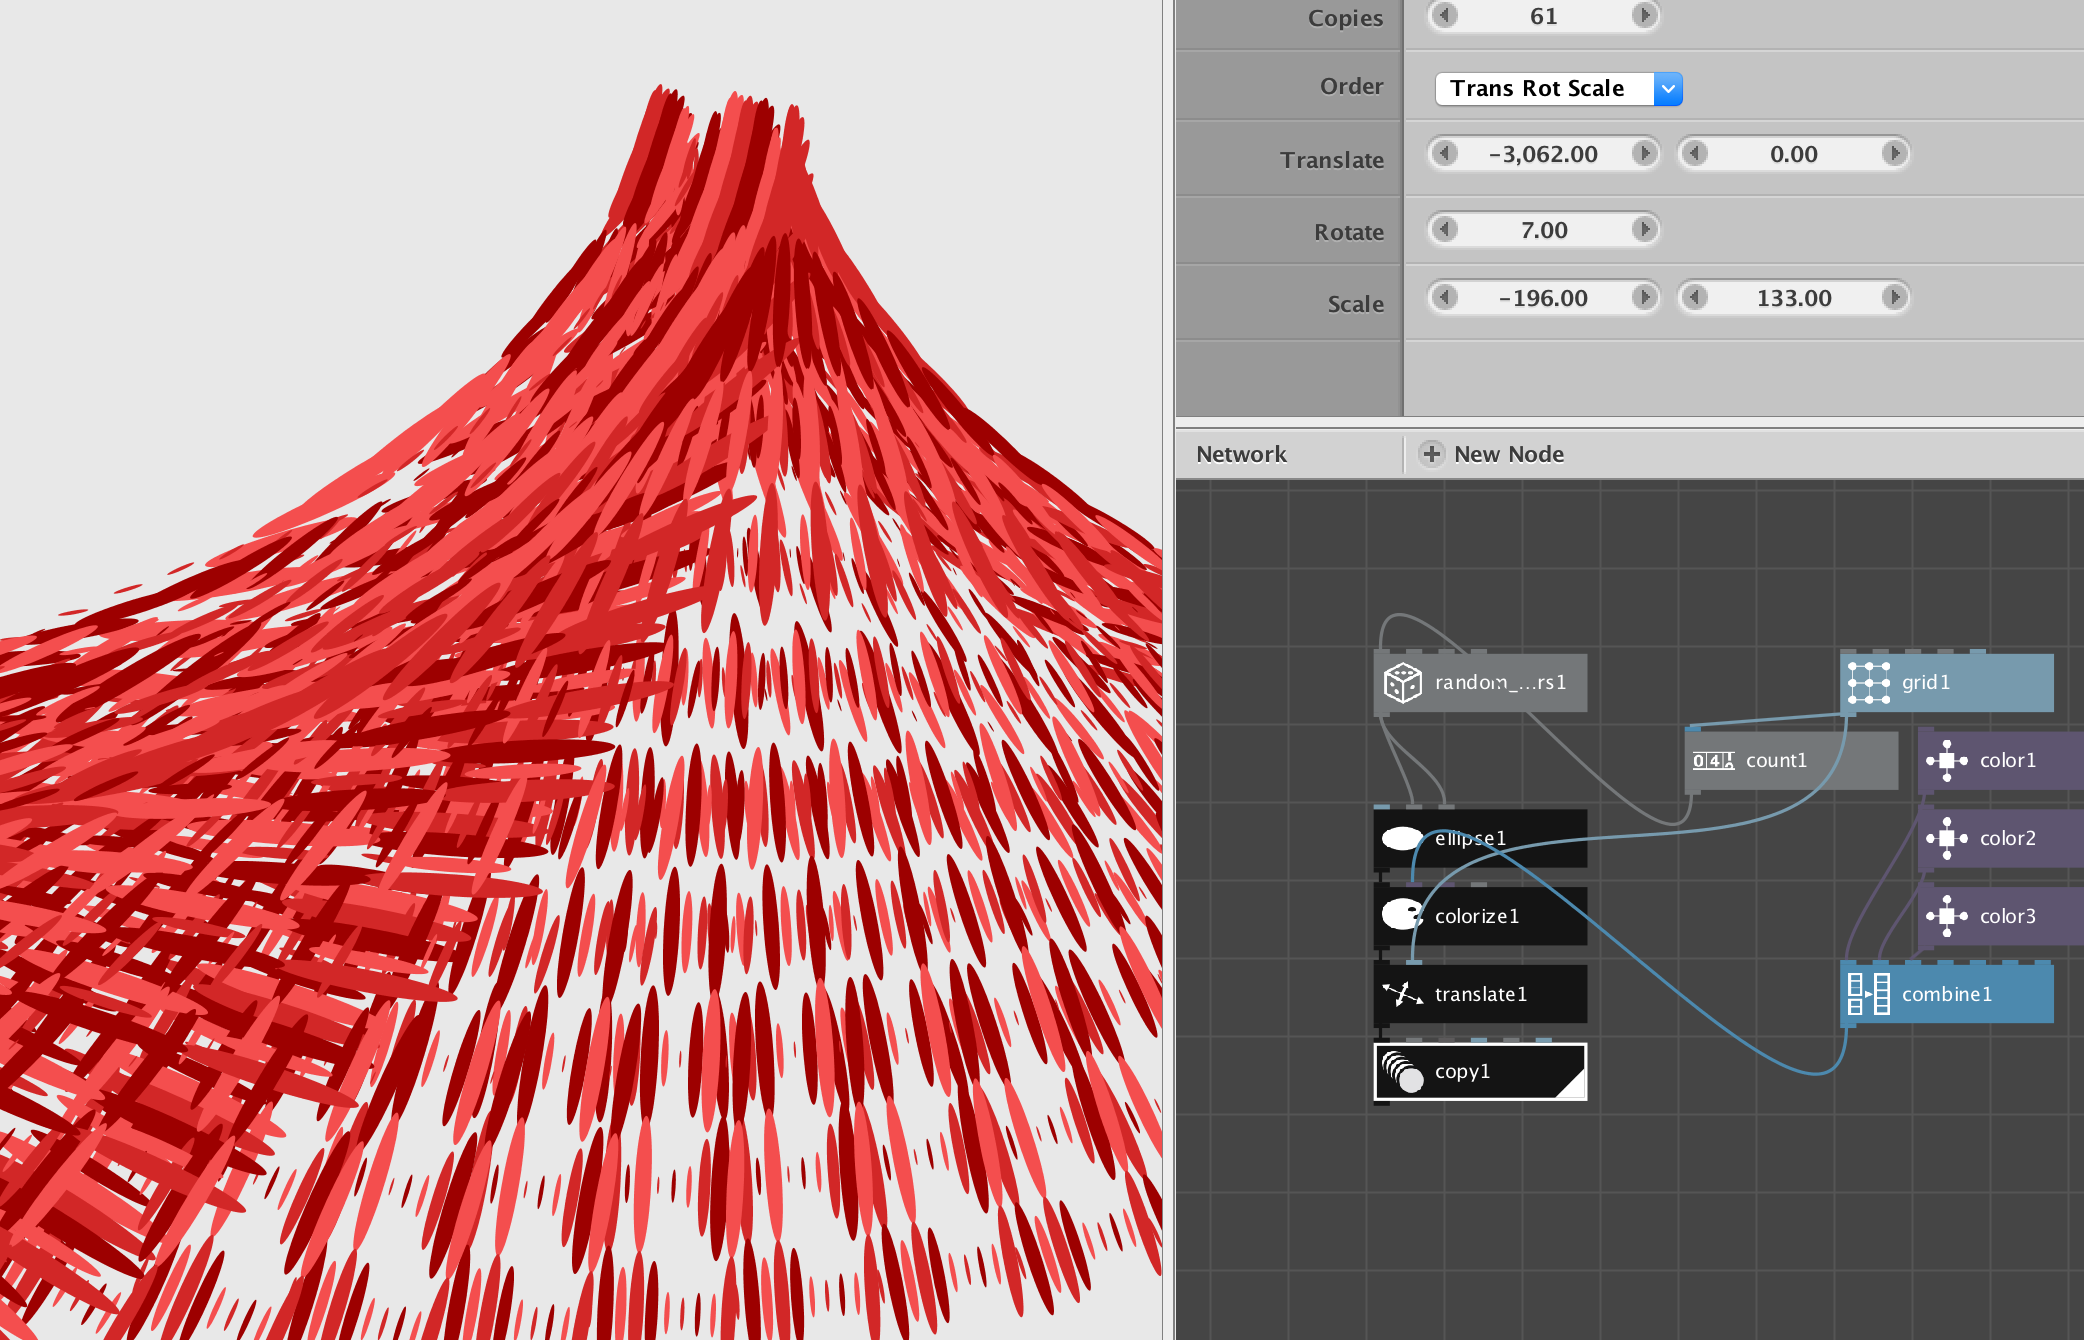 Copies 61
Order Trans Rot Scale
Translate -3,062.00 0.00
Rotate 7.00
Scale -196.00 133.00
Network New Node
random_...rs1 grid1
count1 color1
ellipse1 color2
colorize1 color3
translate1 combine1
copy1